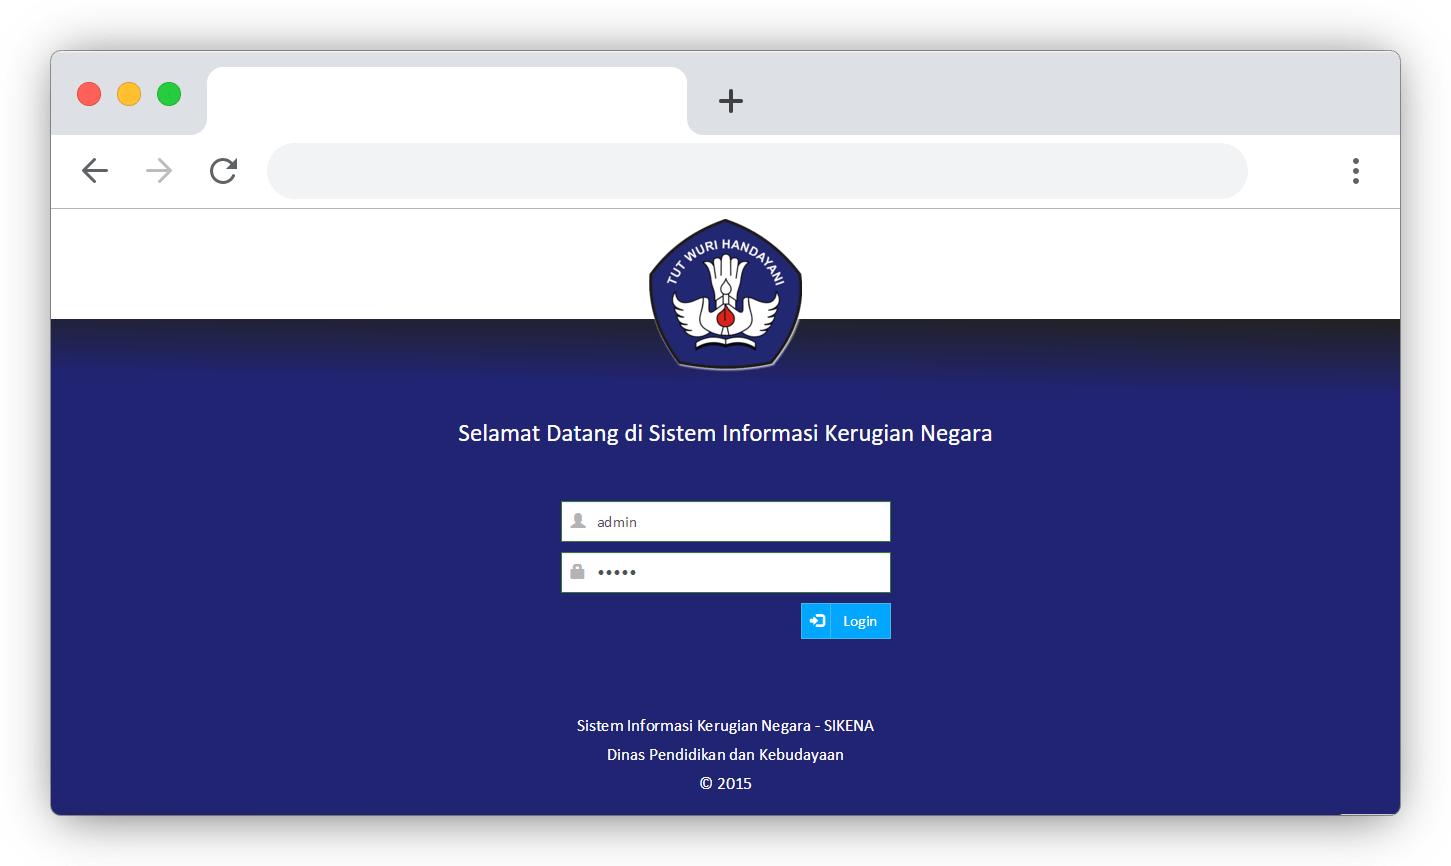 TUT WURI HANDAYANI
Selamat Datang di Sistem Informasi Kerugian Negara
admin
•••••
Login
Sistem Informasi Kerugian Negara - SIKENA
Dinas Pendidikan dan Kebudayaan
© 2015